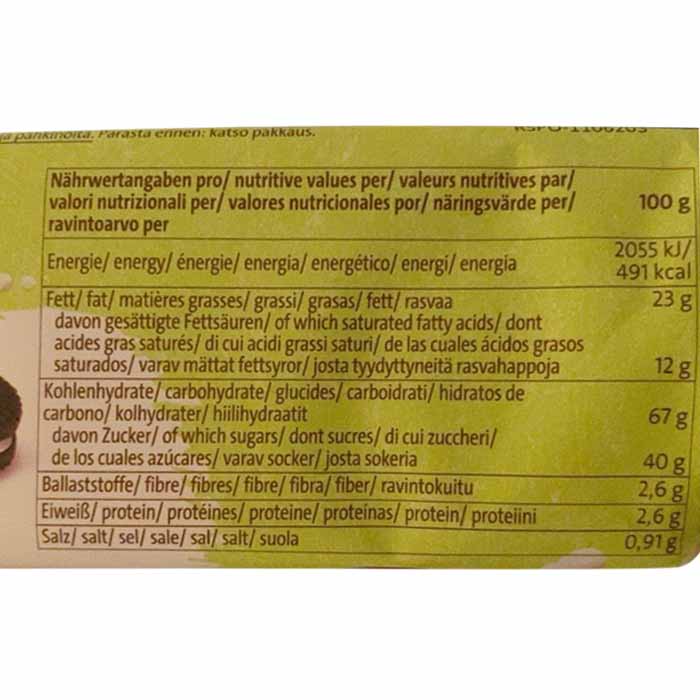 ja pankinoita. Parasta ennen: katso pakkaus.
Nährwertangaben pro/ nutritive values per/ valeurs nutritives par/
valori nutrizionali per/ valores nutricionales por/ näringsvärde per/
ravintoarvo per
100 g
Energie/ energy/ énergie/ energia/ energético/ energi/ energia
2055 kJ/
491 kcal
Fett/ fat/ matières grasses/ grassi/ grasas/ fett/ rasvaa
23 g
davon gesättigte Fettsäuren/ of which saturated fatty acids/ dont
acides gras saturés/ di cui acidi grassi saturi/ de las cuales ácidos grasos
saturados/ varav mättat fettsyror/ josta tyydyttyneitä rasvahappoja
12 g
Kohlenhydrate/ carbohydrate/ glucides/ carboidrati/ hidratos de
carbono/ kolhydrater/ hiilihydraatit
67 g
davon Zucker/ of which sugars/ dont sucres/ di cui zuccheri/
de los cuales azúcares/ varav socker/ josta sokeria
40 g
Ballaststoffe/ fibre/ fibres/ fibre/ fibra/ fiber/ ravintokuitu
2,6 g
Eiweiß/ protein/ protéines/ proteine/ proteínas/ protein/ proteiini
2,6 g
Salz/ salt/ sel/ sale/ sal/ salt/ suola
0,91 g